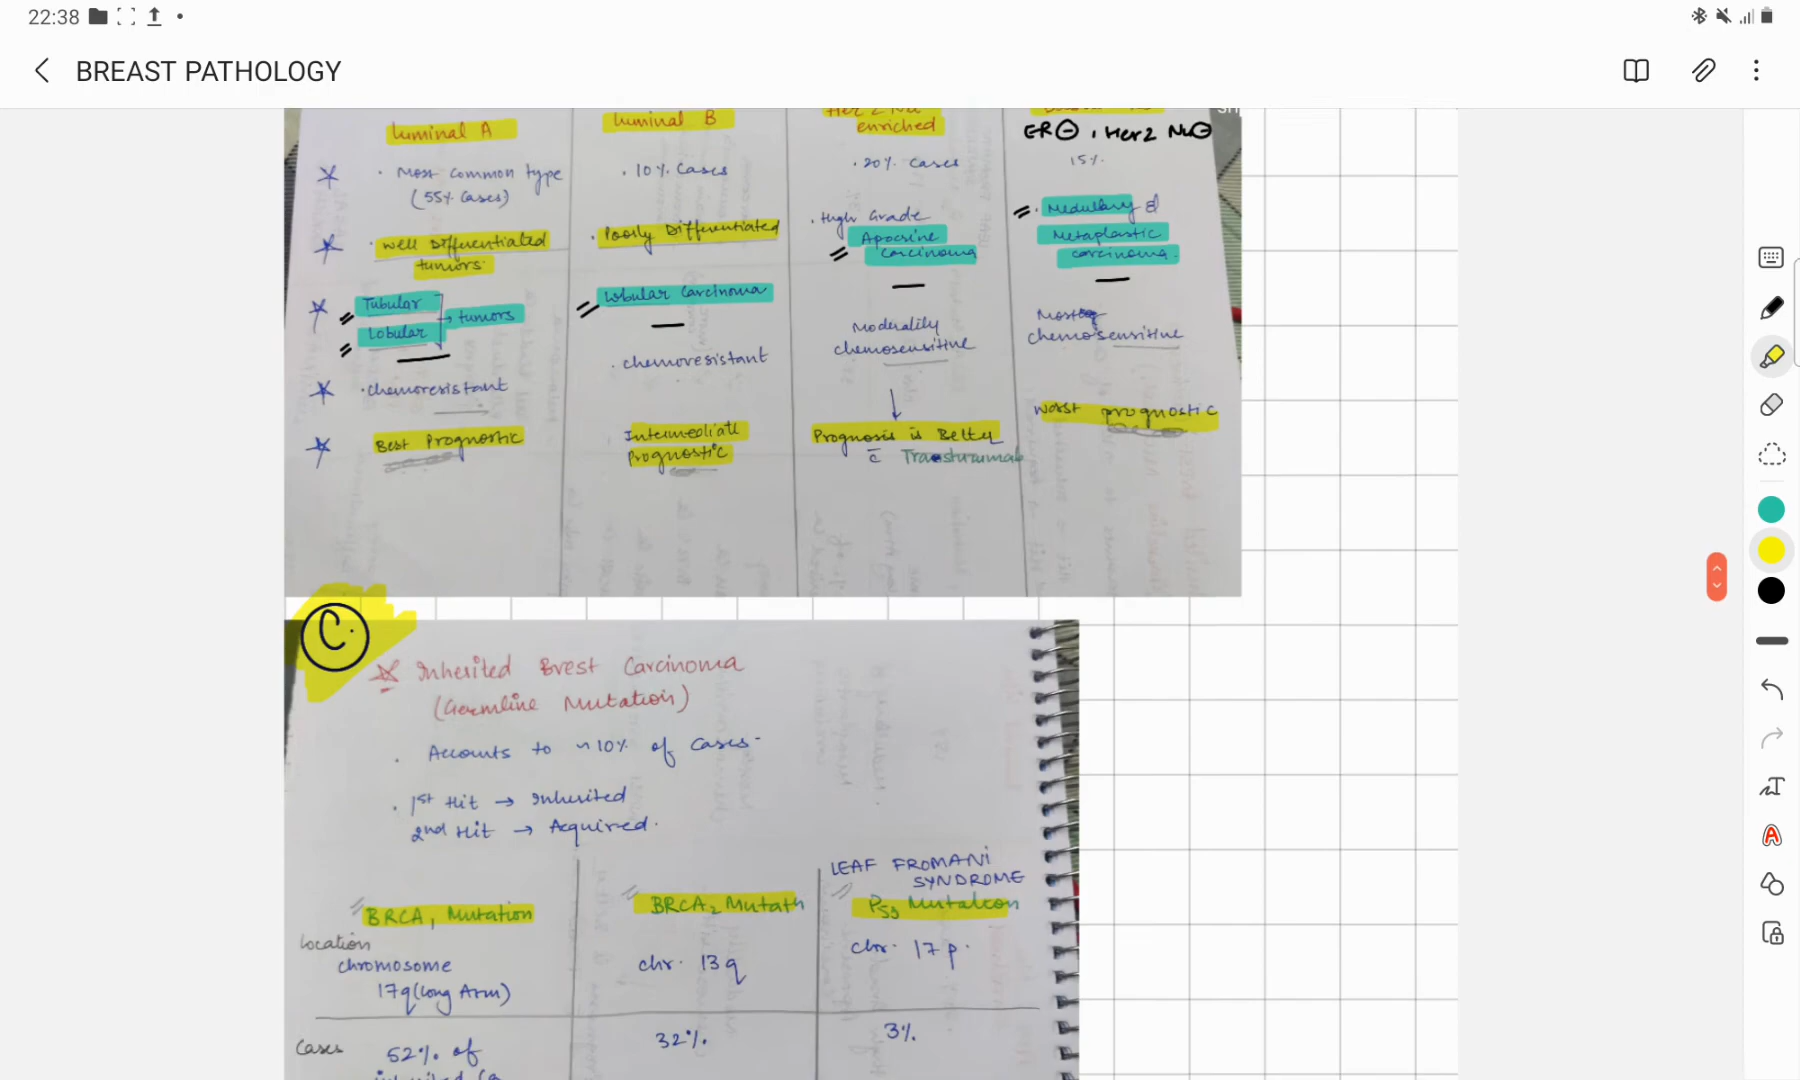 22:38
BREAST PATHOLOGY
Luminal A
• Most Common type
(55% Cases)
• Well Differentiated
tumors.
Tubular
Lobular → tumors
• chemoresistant
Best Prognostic
Luminal B
• 10% Cases
• Poorly Differentiated
Lobular Carcinoma
• chemoresistant
Intermediate
Prognostic
enriched
• 20% Cases
• High Grade
Apocrine
Carcinoma
Moderality
chemosensitive
↓
Prognosis is Better
c̄ Trastuzumab
ER⊖ , Her2 Nu⊖
15%
• Medullary &
Metaplastic
carcinoma.
Most
chemosensitive
Worst prognostic
C.
Inherited Brest Carcinoma
(Germline Mutation)
• Accounts to ~10% of Cases-
• 1st Hit → Inherited
2nd Hit → Acquired.
BRCA1 Mutation
Location
chromosome
17q (Long Arm)
BRCA2 Mutatn
chr. 13q
LEAF FROMANI
SYNDROME
P53 Mutation
chr. 17p.
Cases 52% of
32%.
3%.